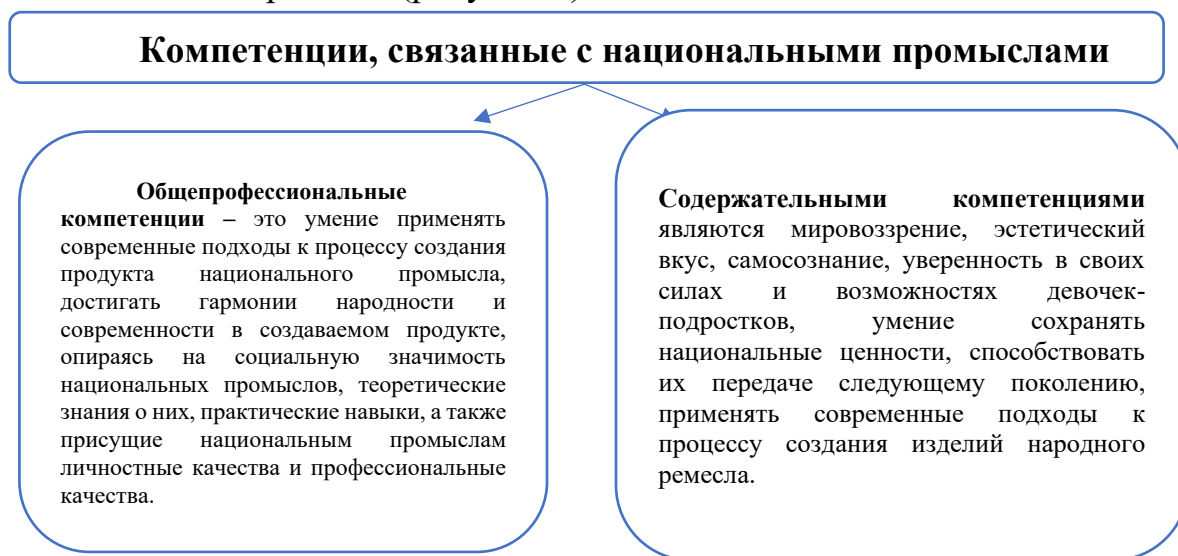 Компетенции, связанные с национальными промыслами
Общепрофессиональные
компетенции – это умение применять
современные подходы к процессу создания
продукта национального промысла,
достигать гармонии народности и
современности в создаваемом продукте,
опираясь на социальную значимость
национальных промыслов, теоретические
знания о них, практические навыки, а также
присущие национальным промыслам
личностные качества и профессиональные
качества.
Содержательными компетенциями
являются мировоззрение, эстетический
вкус, самосознание, уверенность в своих
силах и возможностях девочек-
подростков, умение сохранять
национальные ценности, способствовать
их передаче следующему поколению,
применять современные подходы к
процессу создания изделий народного
ремесла.